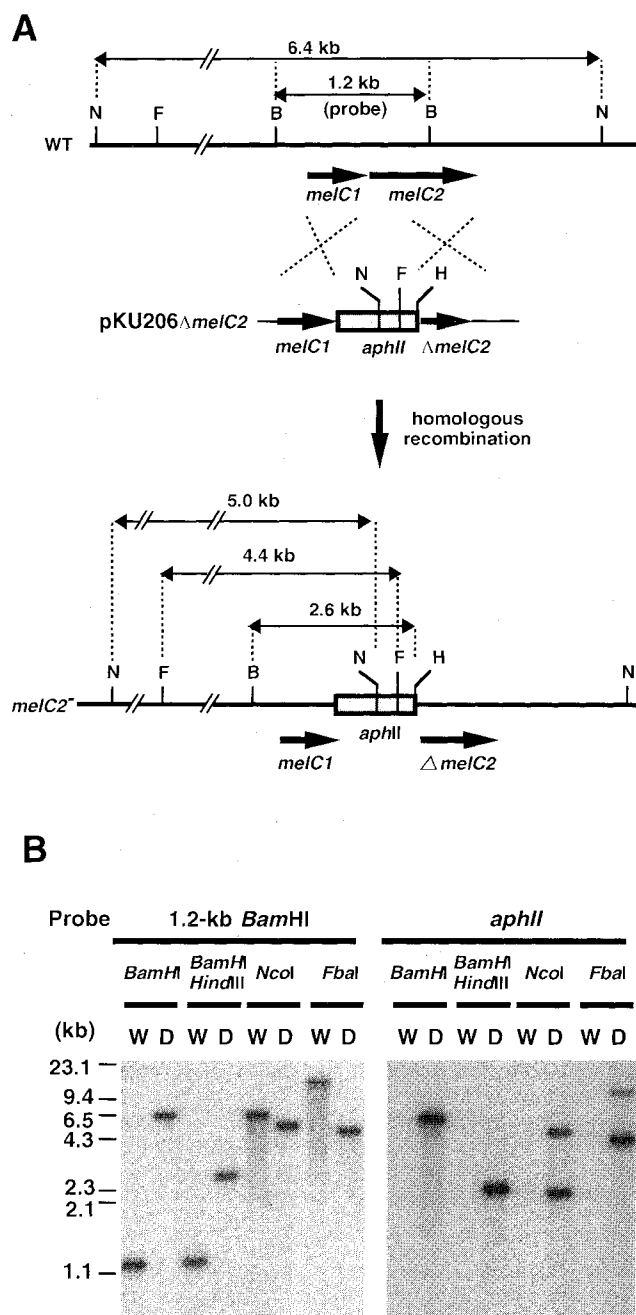 A
6.4 kb
1.2 kb
(probe)
N F B B N
WT
melC1 melC2
N F H
pKU206ΔmelC2
melC1 aphII ΔmelC2
homologous
recombination
5.0 kb
4.4 kb
2.6 kb
N F B N F H N
melC2⁻
aphII
melC1 △melC2
B
Probe 1.2-kb BamHI aphII
BamHI BamHI HindIII NcoI FbaI BamHI BamHI HindIII NcoI FbaI
(kb) W D W D W D W D W D W D W D W D
23.1
9.4
6.5
4.3
2.3
2.1
1.1